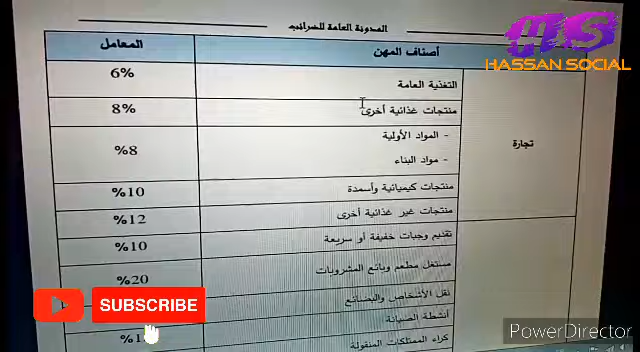 المدونة العامة للضرائب
HS
HASSAN SOCIAL
أصناف المهن
المعامل
تجارة
التغذية العامة
6%
منتجات غذائية أخرى
8%
- المواد الأولية
- مواد البناء
%8
منتجات كيميائية وأسمدة
%10
منتجات غير غذائية أخرى
%12
تقديم وجبات خفيفة أو سريعة
%10
مستغل مطعم وبائع المشروبات
%20
نقل الأشخاص والبضائع
أنشطة الصيانة
كراء الممتلكات المنقولة
SUBSCRIBE
PowerDirector